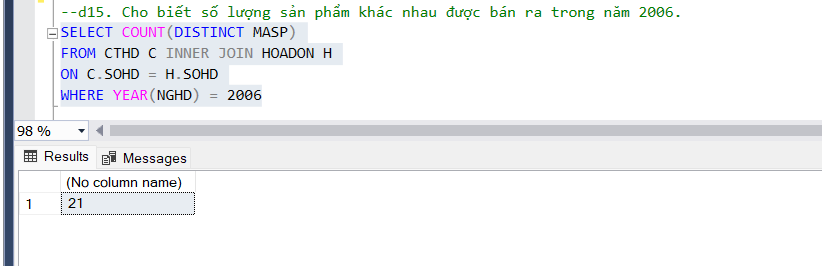 --d15. Cho biết số lượng sản phẩm khác nhau được bán ra trong năm 2006.
SELECT COUNT(DISTINCT MASP)
FROM CTHD C INNER JOIN HOADON H
ON C.SOHD = H.SOHD
WHERE YEAR(NGHD) = 2006
98 %
Results Messages
(No column name)
1 21